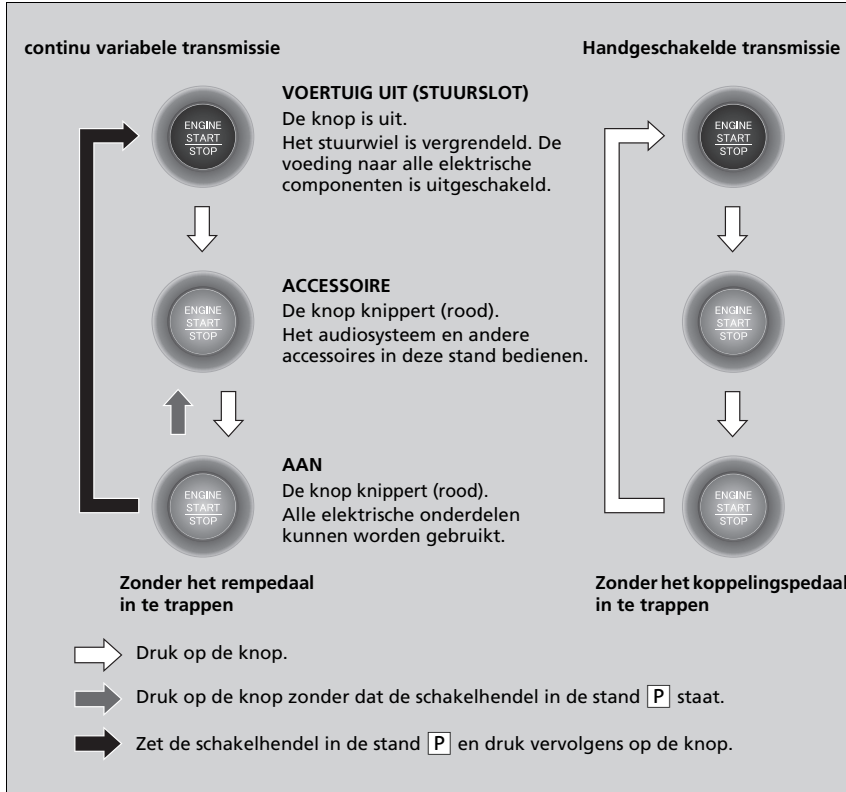 continu variabele transmissie
Handgeschakelde transmissie
ENGINE
START
STOP
VOERTUIG UIT (STUURSLOT)
De knop is uit.
Het stuurwiel is vergrendeld. De
voeding naar alle elektrische
componenten is uitgeschakeld.
ENGINE
START
STOP
ENGINE
START
STOP
ACCESSOIRE
De knop knippert (rood).
Het audiosysteem en andere
accessoires in deze stand bedienen.
ENGINE
START
STOP
ENGINE
START
STOP
AAN
De knop knippert (rood).
Alle elektrische onderdelen
kunnen worden gebruikt.
ENGINE
START
STOP
Zonder het rempedaal
in te trappen
Zonder het koppelingspedaal
in te trappen
Druk op de knop.
Druk op de knop zonder dat de schakelhendel in de stand P staat.
Zet de schakelhendel in de stand P en druk vervolgens op de knop.